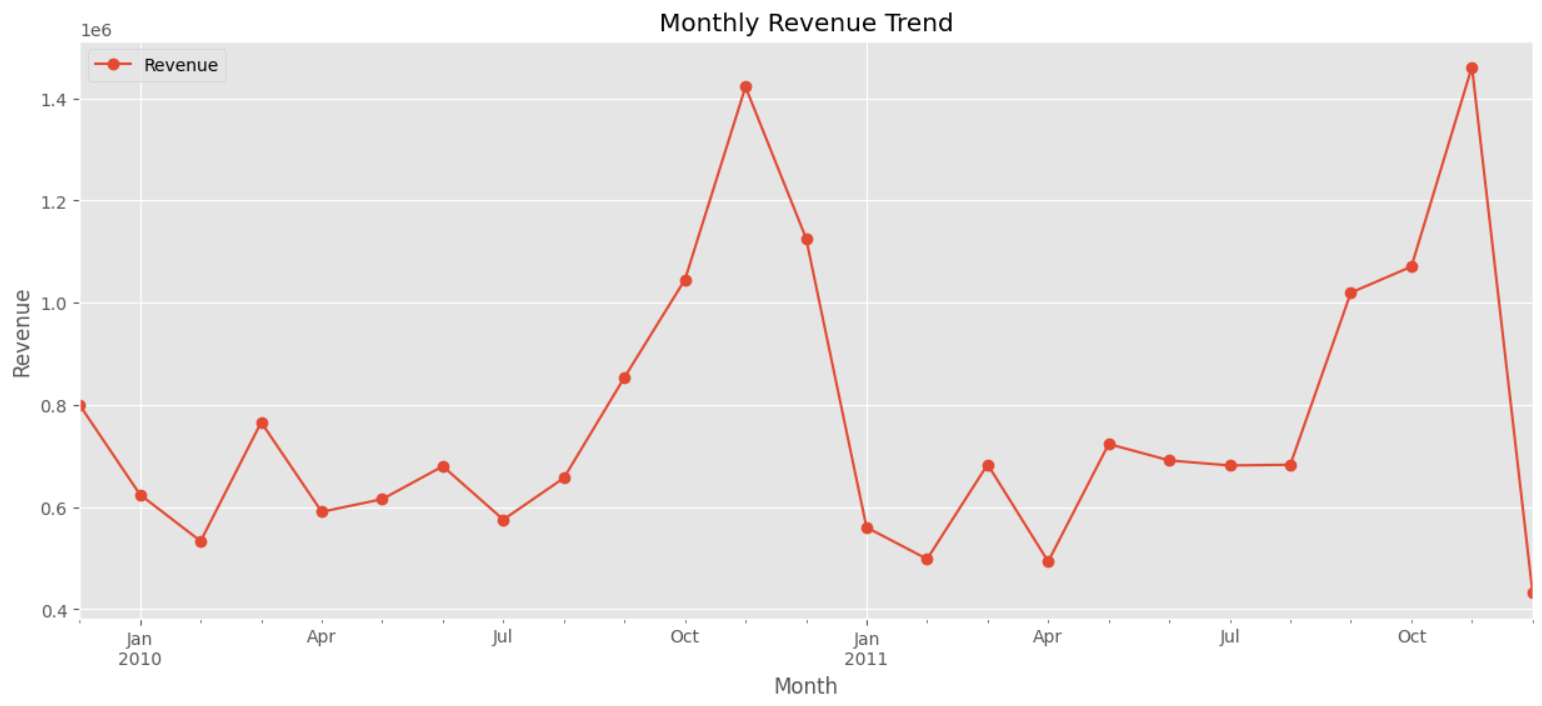 Monthly Revenue Trend
1e6
Revenue
1.4
1.2
1.0
0.8
0.6
0.4
Revenue
Jan Apr Jul Oct Jan Apr Jul Oct
2010 2011
Month